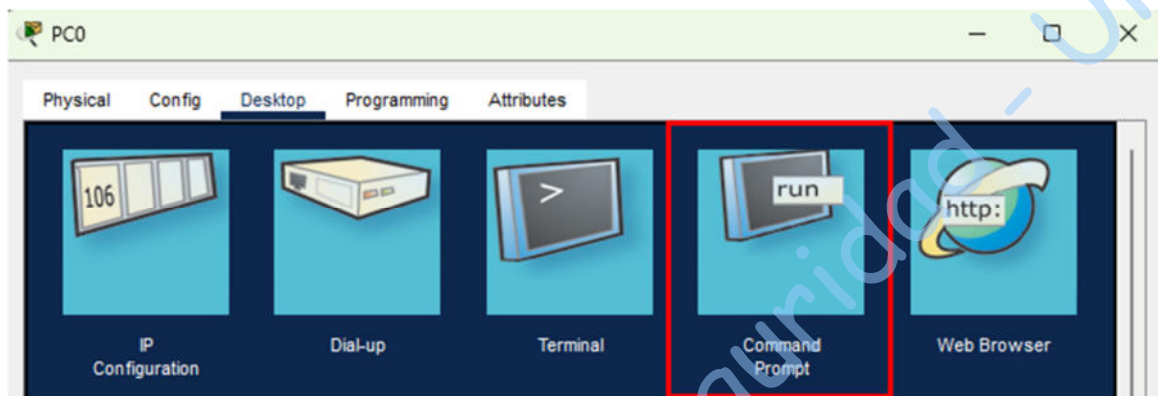 PC0
Physical Config Desktop Programming Attributes
106
>
run
http:
IP
Configuration
Dial-up
Terminal
Command
Prompt
Web Browser